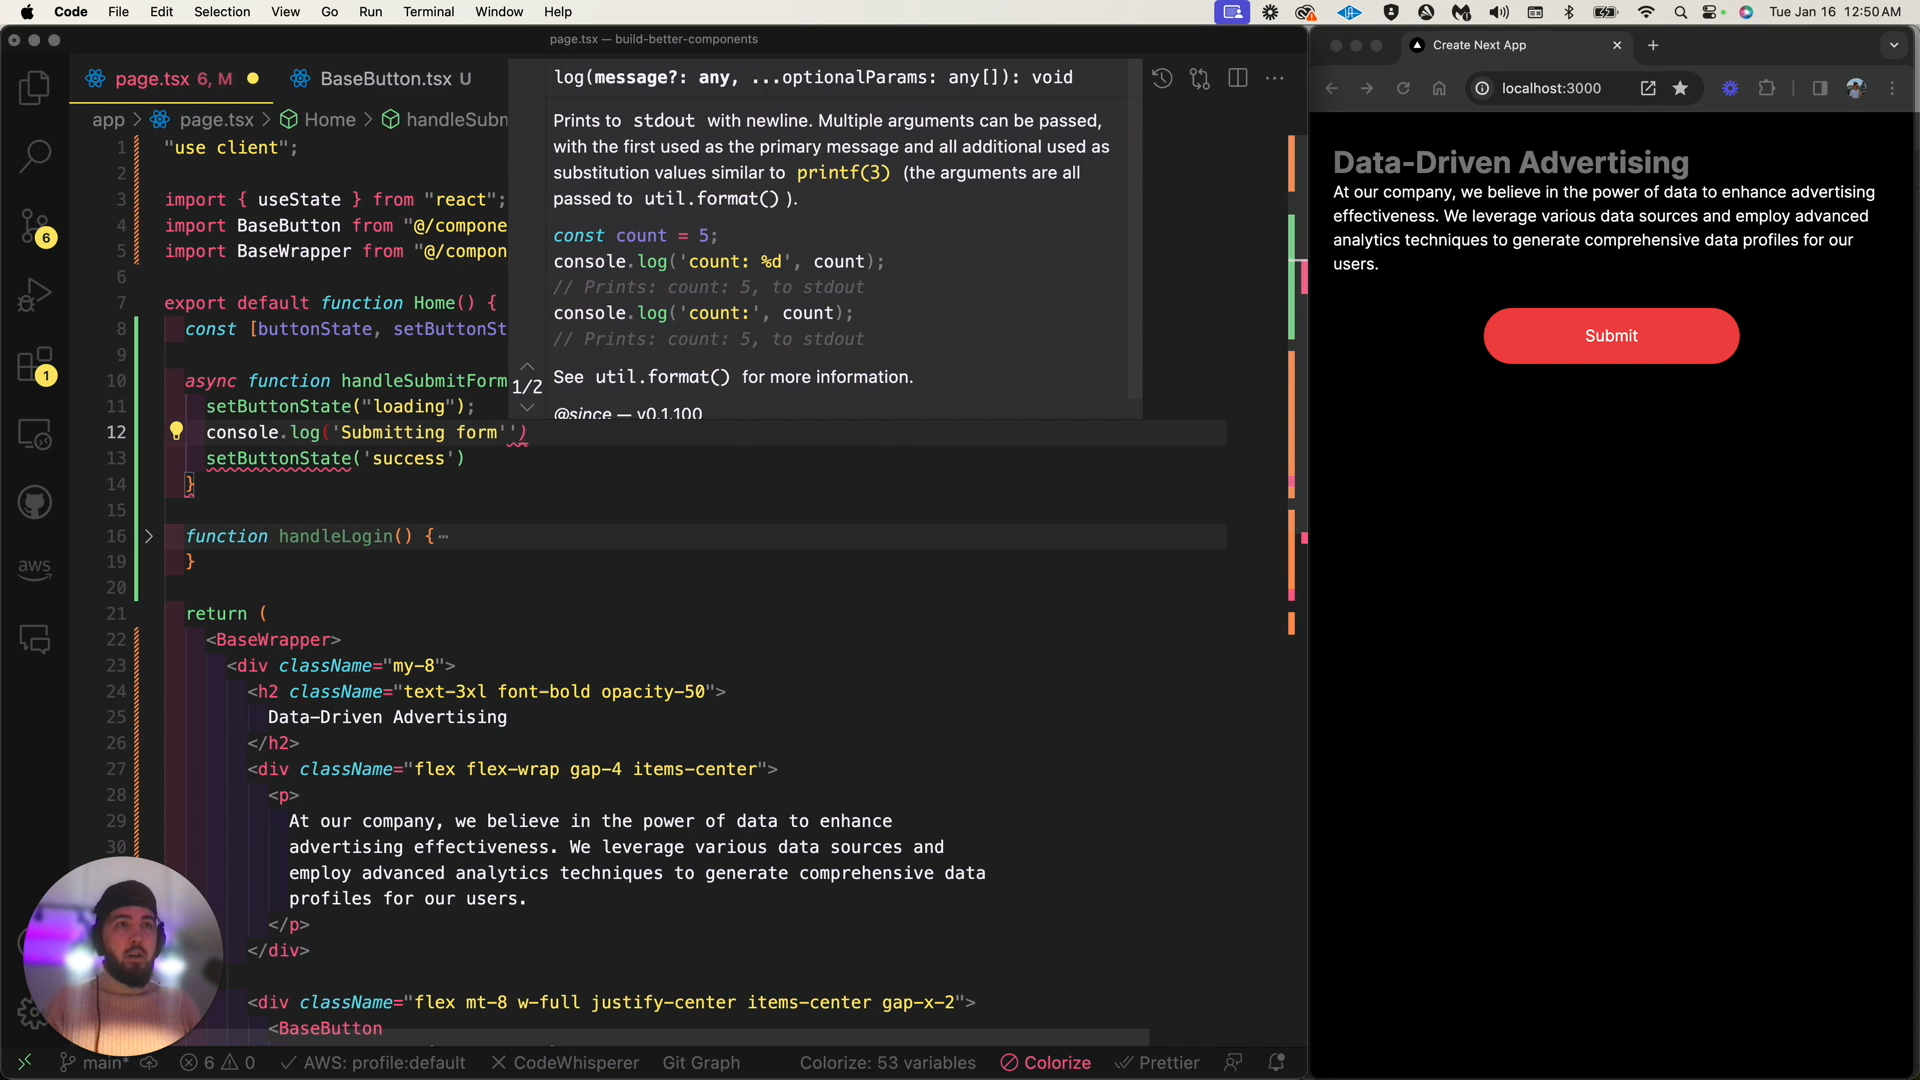 Code File Edit Selection View Go Run Terminal Window Help Tue Jan 16 12:50 AM
page.tsx — build-better-components
page.tsx 6, M BaseButton.tsx U
app > page.tsx > Home > handleSubm
log(message?: any, ...optionalParams: any[]): void
Prints to stdout with newline. Multiple arguments can be passed,
with the first used as the primary message and all additional used as
substitution values similar to printf(3) (the arguments are all
passed to util.format() ).
const count = 5;
console.log('count: %d', count);
// Prints: count: 5, to stdout
console.log('count:', count);
// Prints: count: 5, to stdout
1/2
See util.format() for more information.
@since — v0.1.100
1 "use client";
2
3 import { useState } from "react";
4 import BaseButton from "@/compone
5 import BaseWrapper from "@/compon
6
7 export default function Home() {
8 const [buttonState, setButtonSt
9
10 async function handleSubmitForm
11 setButtonState("loading");
12 console.log('Submitting form'')
13 setButtonState('success')
14 }
15
16 function handleLogin() {⋯
19 }
20
21 return (
22 <BaseWrapper>
23 <div className="my-8">
24 <h2 className="text-3xl font-bold opacity-50">
25 Data-Driven Advertising
26 </h2>
27 <div className="flex flex-wrap gap-4 items-center">
28 <p>
29 At our company, we believe in the power of data to enhance
30 advertising effectiveness. We leverage various data sources and
employ advanced analytics techniques to generate comprehensive data
profiles for our users.
</p>
</div>
<div className="flex mt-8 w-full justify-center items-center gap-x-2">
<BaseButton
6
1
aws
main* 6 0 AWS: profile:default CodeWhisperer Git Graph Colorize: 53 variables Colorize Prettier
Create Next App
localhost:3000
Data-Driven Advertising
At our company, we believe in the power of data to enhance advertising
effectiveness. We leverage various data sources and employ advanced
analytics techniques to generate comprehensive data profiles for our
users.
Submit